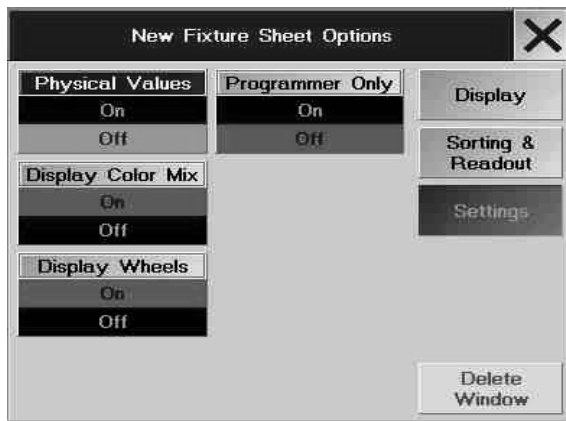 New Fixture Sheet Options
Physical Values
On
Off
Programmer Only
On
Off
Display Color Mix
On
Off
Display Wheels
On
Off
Display
Sorting &
Readout
Settings
Delete
Window